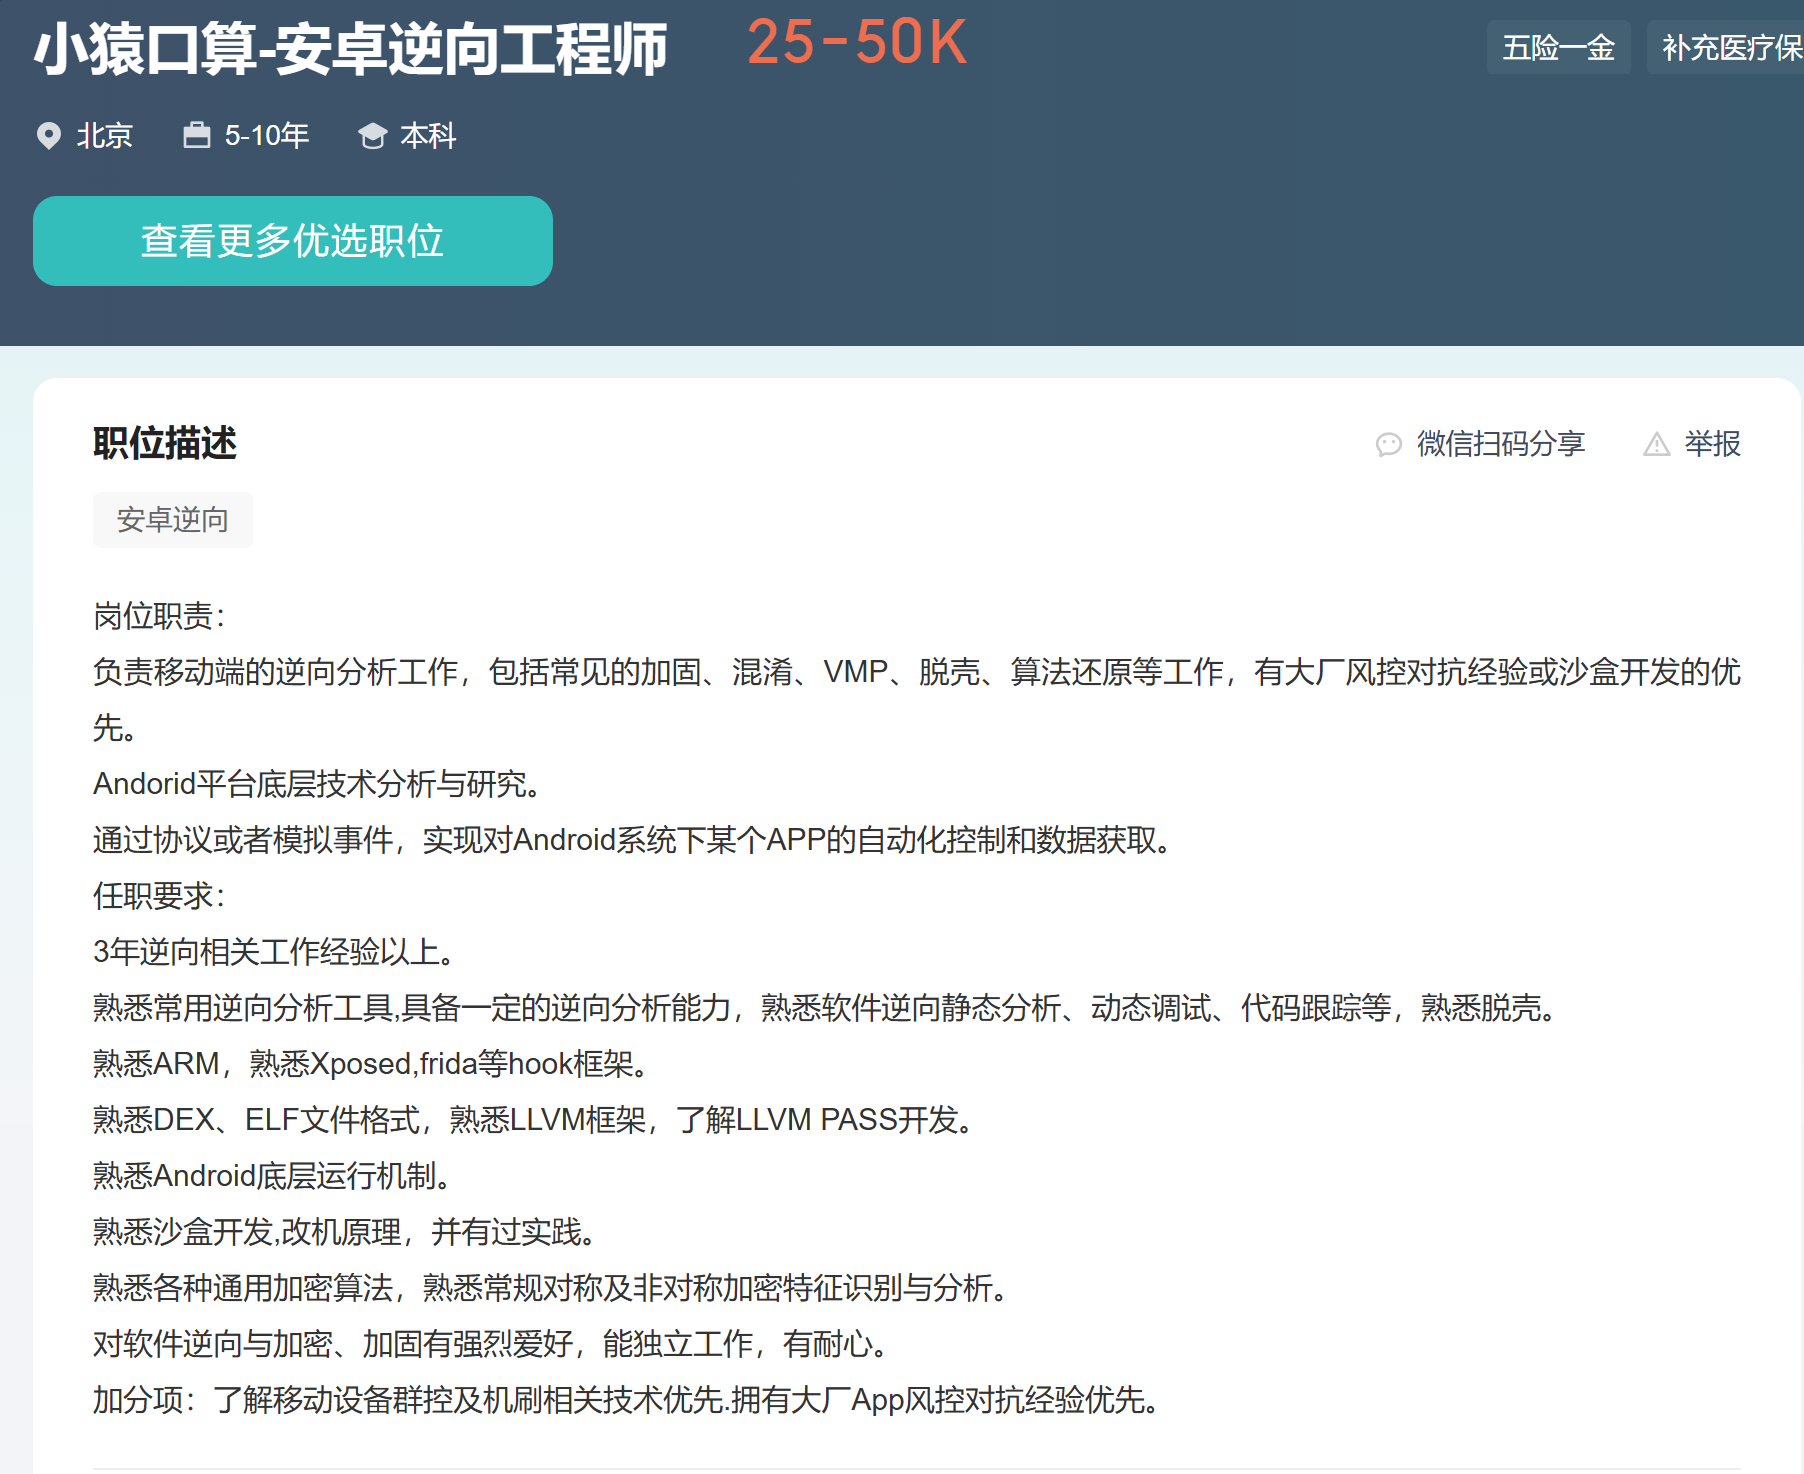 小猿口算-安卓逆向工程师 25-50K 五险一金 补充医疗保
北京 5-10年 本科
查看更多优选职位
职位描述 微信扫码分享 举报
安卓逆向
岗位职责：
负责移动端的逆向分析工作，包括常见的加固、混淆、VMP、脱壳、算法还原等工作，有大厂风控对抗经验或沙盒开发的优
先。
Andorid平台底层技术分析与研究。
通过协议或者模拟事件，实现对Android系统下某个APP的自动化控制和数据获取。
任职要求：
3年逆向相关工作经验以上。
熟悉常用逆向分析工具,具备一定的逆向分析能力，熟悉软件逆向静态分析、动态调试、代码跟踪等，熟悉脱壳。
熟悉ARM，熟悉Xposed,frida等hook框架。
熟悉DEX、ELF文件格式，熟悉LLVM框架，了解LLVM PASS开发。
熟悉Android底层运行机制。
熟悉沙盒开发,改机原理，并有过实践。
熟悉各种通用加密算法，熟悉常规对称及非对称加密特征识别与分析。
对软件逆向与加密、加固有强烈爱好，能独立工作，有耐心。
加分项：了解移动设备群控及机刷相关技术优先.拥有大厂App风控对抗经验优先。